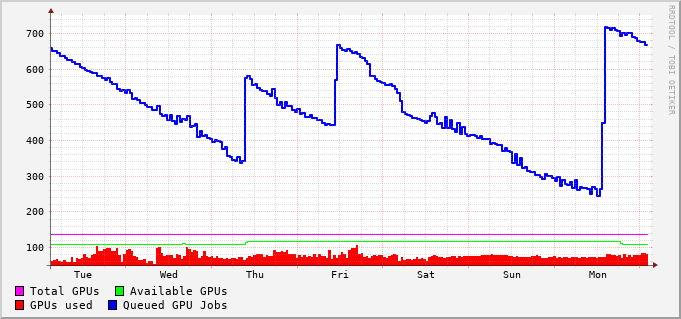 RRDTOOL / TOBI OETIKER
700
600
500
400
300
200
100
Tue Wed Thu Fri Sat Sun Mon
Total GPUs Available GPUs
GPUs used Queued GPU Jobs